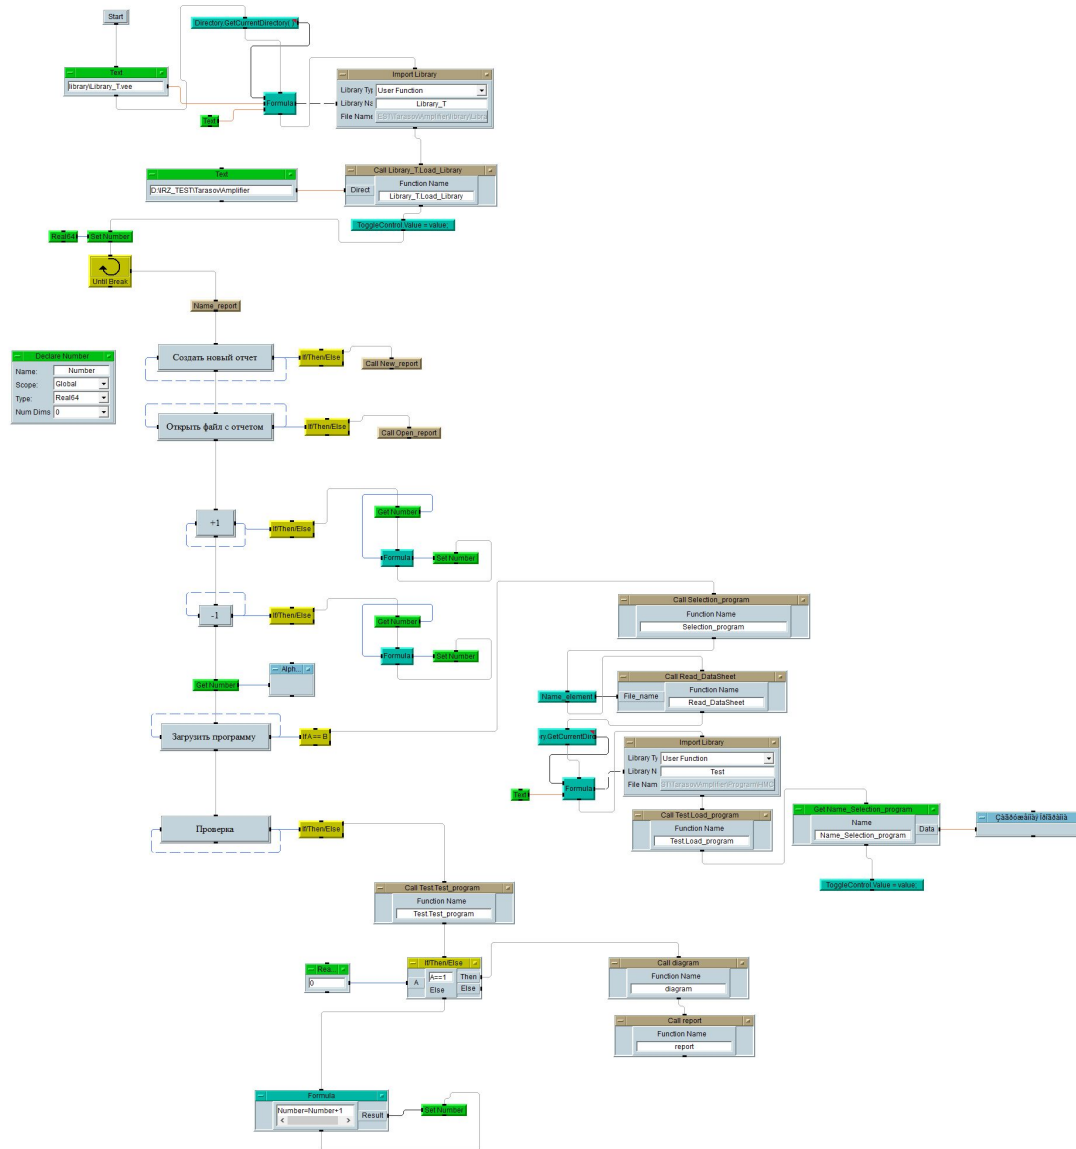 Start
Directory.GetCurrentDirectory(
Text
library\Library_T.vee
Formula
Text
Import Library
Library Typ User Function
Library Na Library_T
File Name
Text
D:\IRZ_TEST\Tarasov\Amplifier
Call Library_T.Load_Library
Function Name
Direct
Library_T.Load_Library
ToggleControl.Value = value;
Real64
Set Number
Until Break
Name_report
Declare Number
Name: Number
Scope: Global
Type: Real64
Num Dims 0
Создать новый отчет
If/Then/Else
Call New_report
Открыть файл с отчетом
If/Then/Else
Call Open_report
+1
If/Then/Else
Get Number
Formula
Set Number
-1
If/Then/Else
Get Number
Formula
Set Number
Get Number
Alph...
Загрузить программу
If A == B
Call Selection_program
Function Name
Selection_program
Name_element
Call Read_DataSheet
Function Name
File_name
Read_DataSheet
ry.GetCurrentDire
Text
Formula
Import Library
Library Ty User Function
Library N Test
File Nam
Call Test.Load_program
Function Name
Test.Load_program
Get Name_Selection_program
Name
Name_Selection_program
Data
ToggleControl.Value = value;
Проверка
If/Then/Else
Call Test.Test_program
Function Name
Test.Test_program
Rea...
0
If/Then/Else
A
A==1
Then
Else
Else
Call diagram
Function Name
diagram
Call report
Function Name
report
Formula
Number=Number+1
Result
Set Number